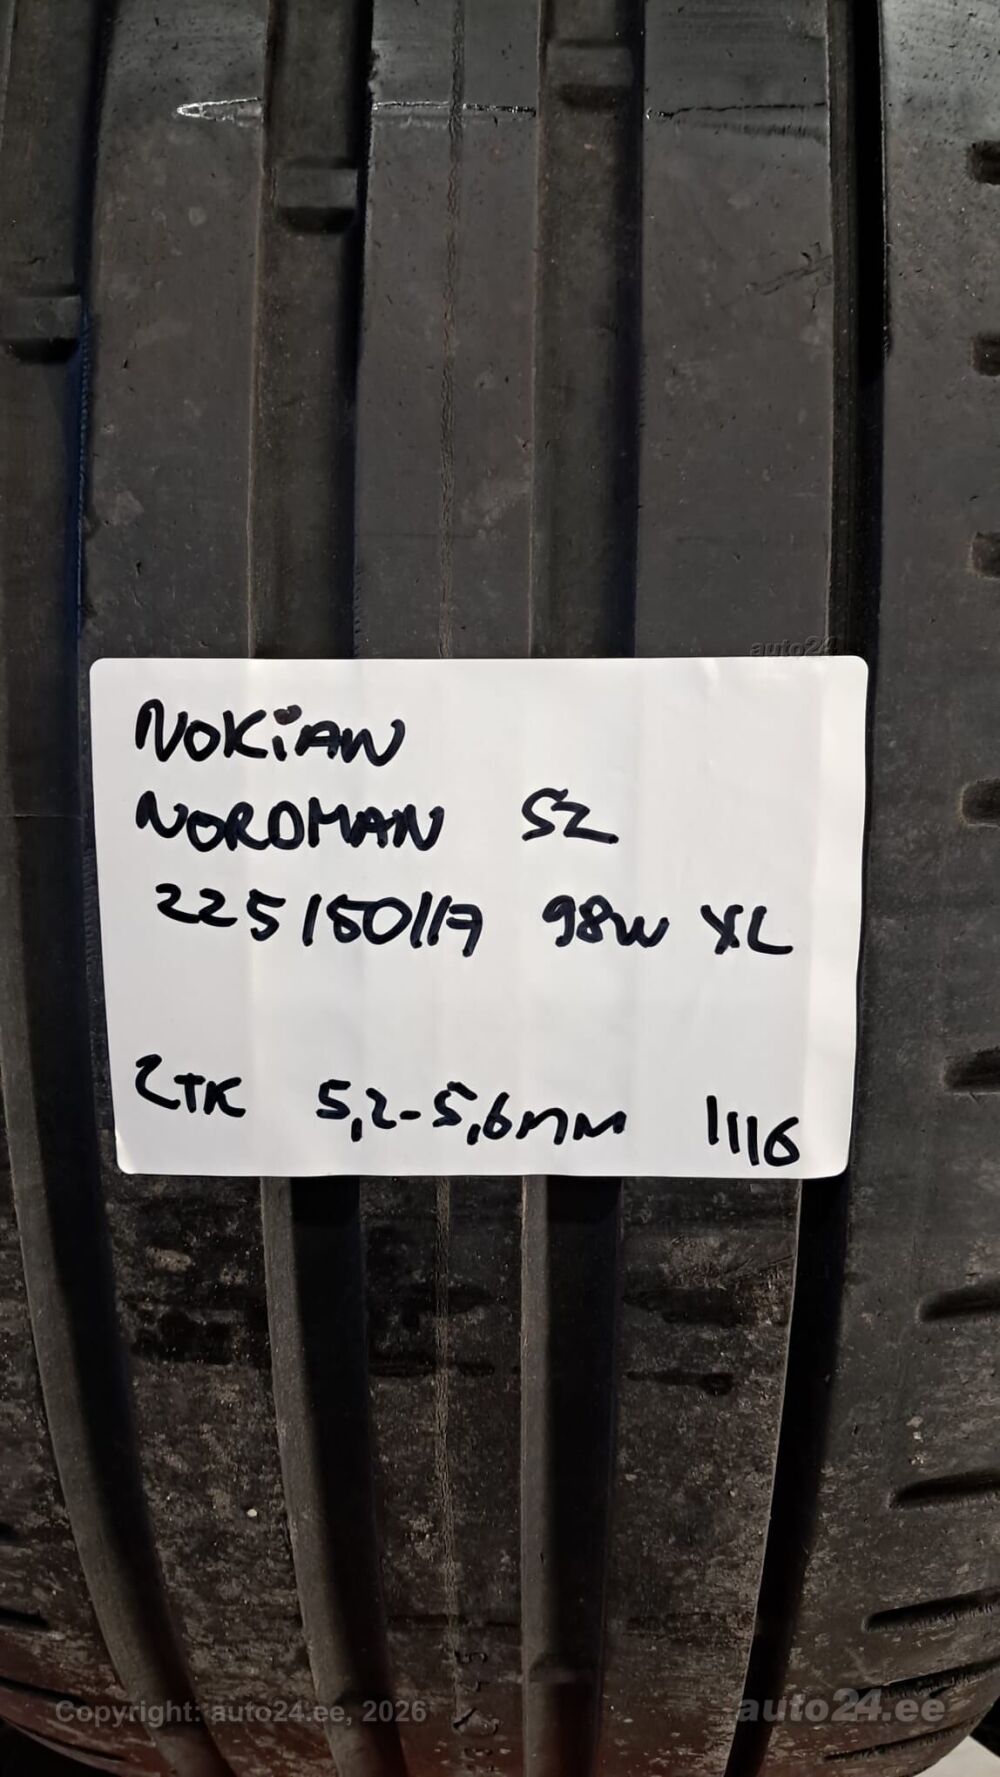 auto24
NOKIAN
NORDMAN SZ
225/50/17 98W XL
2TK 5,2-5,6MM 1116
Copyright: auto24.ee, 2026
auto24.ee